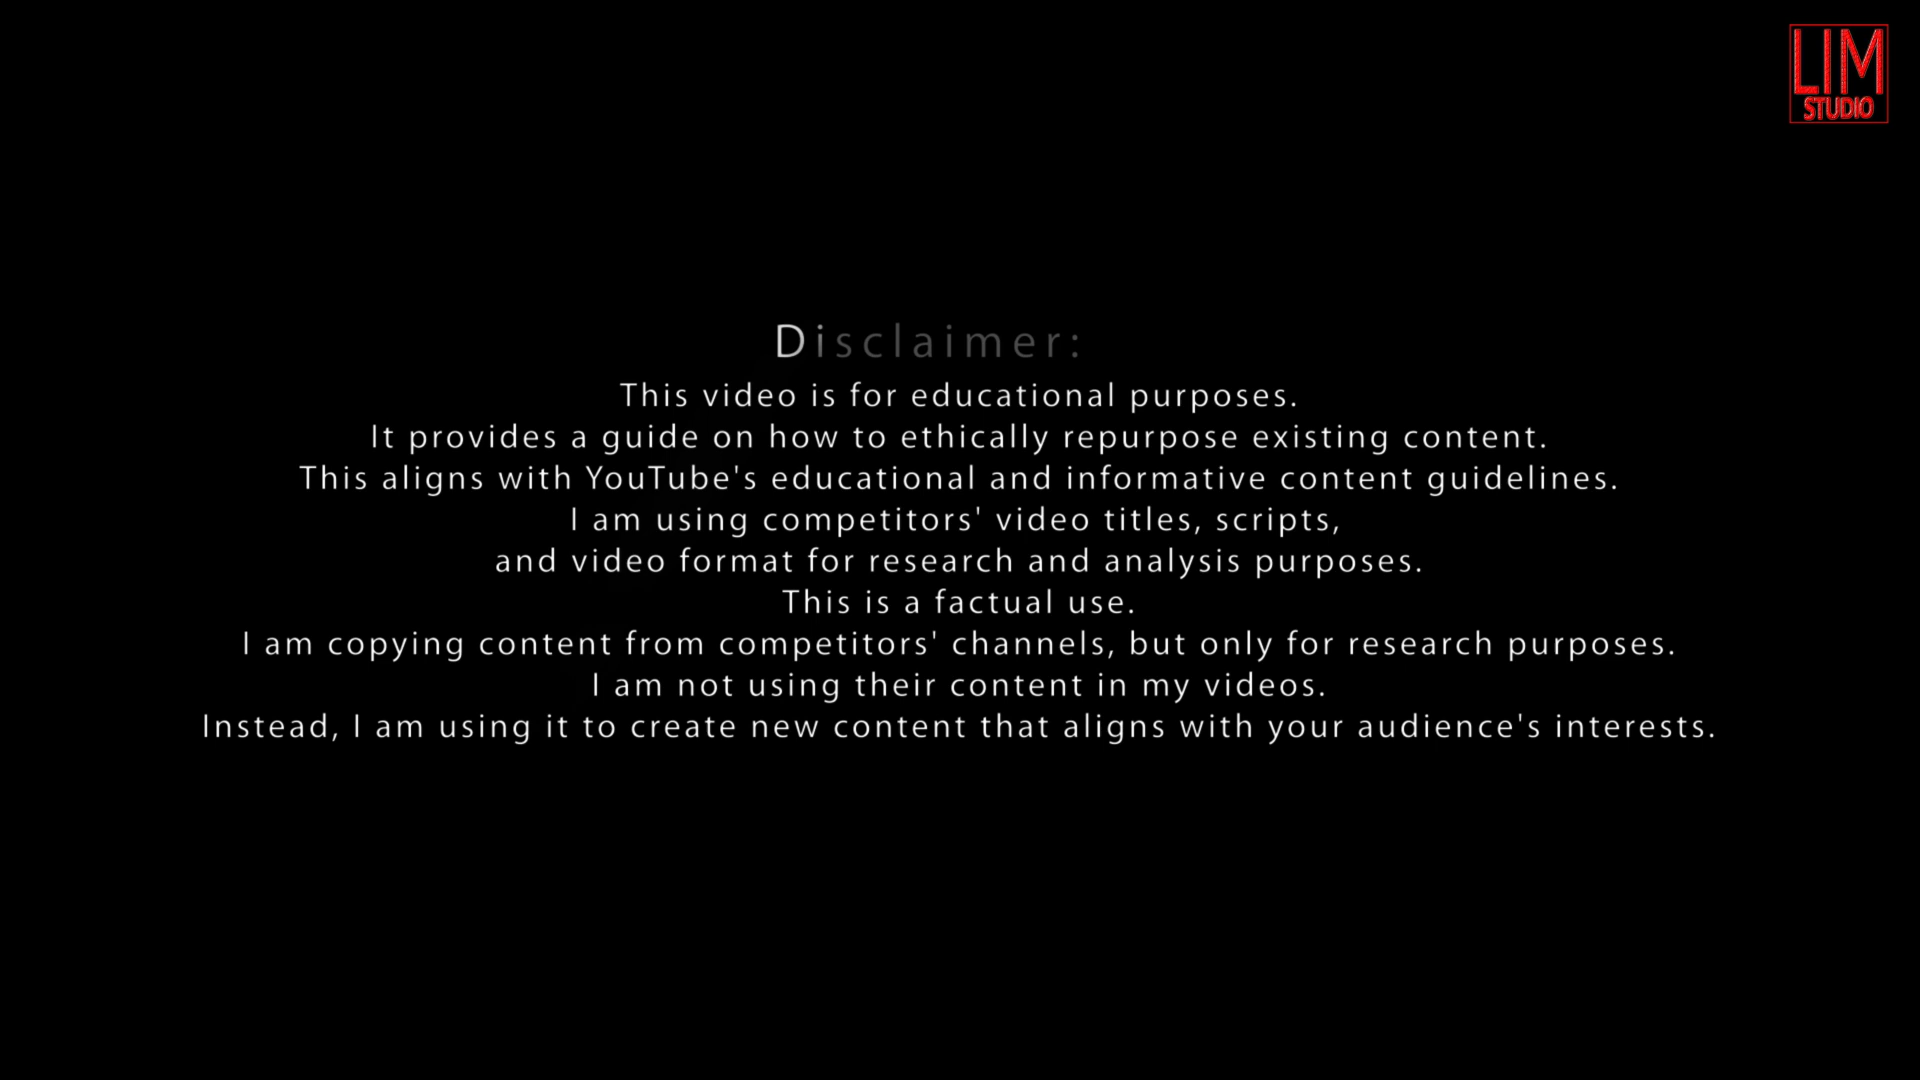 LIM
STUDIO
Disclaimer:
This video is for educational purposes.
It provides a guide on how to ethically repurpose existing content.
This aligns with YouTube's educational and informative content guidelines.
I am using competitors' video titles, scripts,
and video format for research and analysis purposes.
This is a factual use.
I am copying content from competitors' channels, but only for research purposes.
I am not using their content in my videos.
Instead, I am using it to create new content that aligns with your audience's interests.